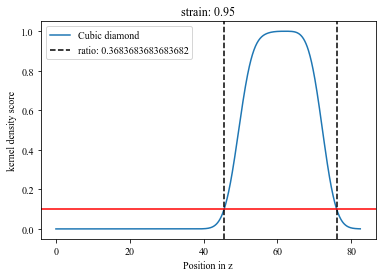 strain: 0.95
Cubic diamond
ratio: 0.3683683683683682
kernel density score
1.0
0.8
0.6
0.4
0.2
0.0
0 20 40 60 80
Position in z